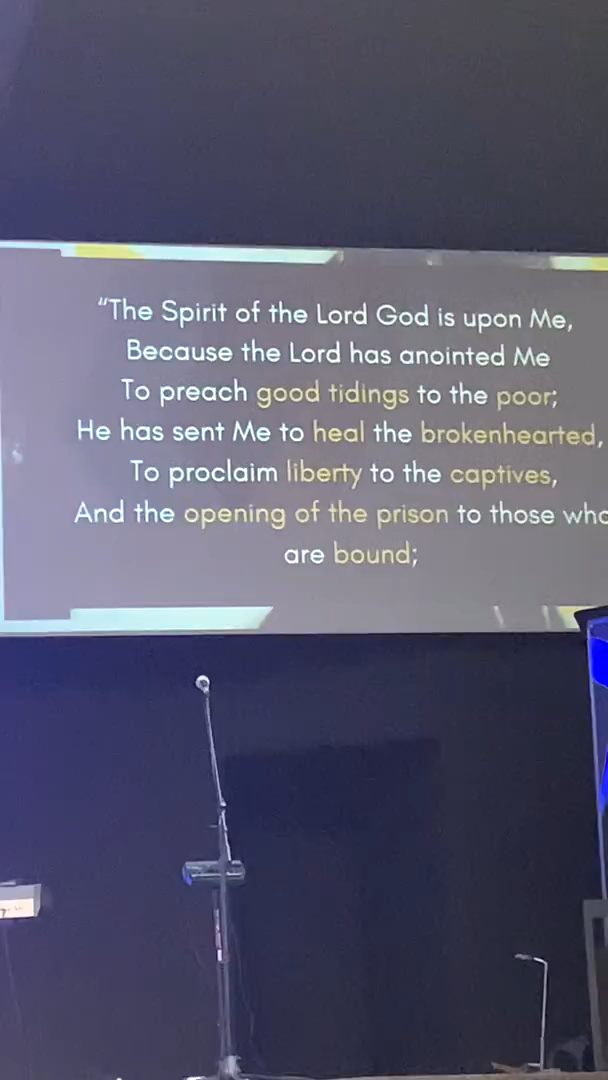 “The Spirit of the Lord God is upon Me,
Because the Lord has anointed Me
To preach good tidings to the poor;
He has sent Me to heal the brokenhearted,
To proclaim liberty to the captives,
And the opening of the prison to those who
are bound;